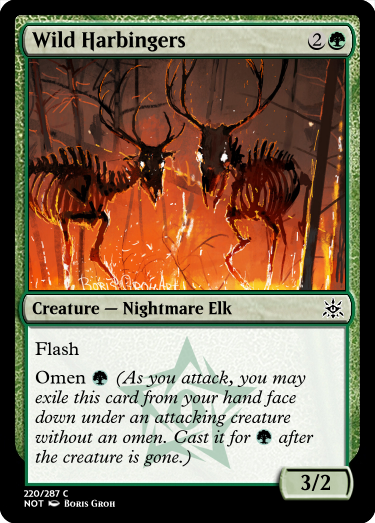 Wild Harbingers 2
Creature — Nightmare Elk
Flash
Omen (As you attack, you may
exile this card from your hand face
down under an attacking creature
without an omen. Cast it for after
the creature is gone.)
3/2
220/287 C
NOT BORIS GROH